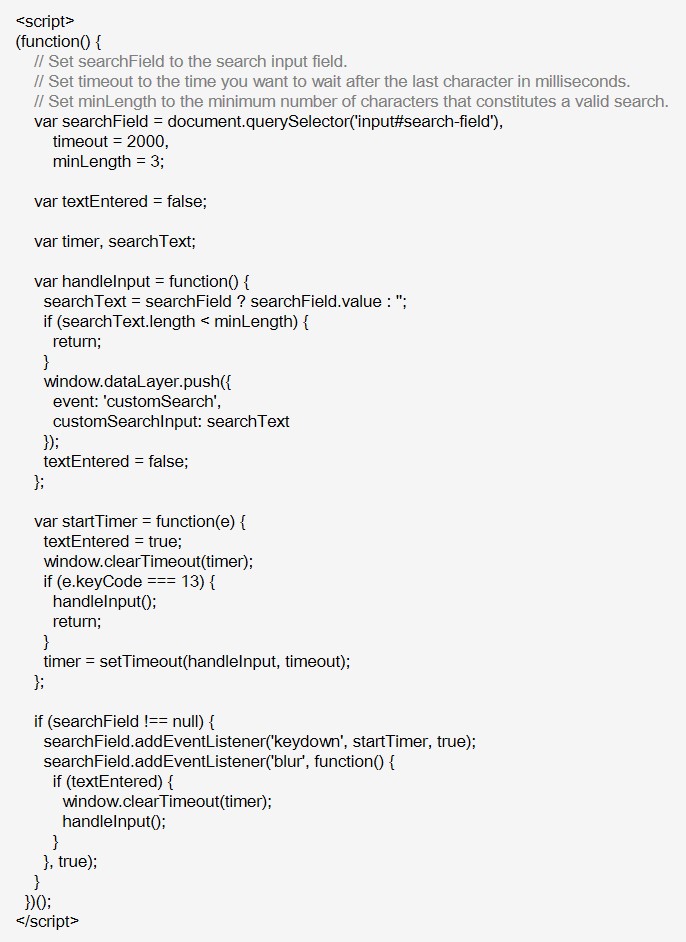 <script>
(function() {
// Set searchField to the search input field.
// Set timeout to the time you want to wait after the last character in milliseconds.
// Set minLength to the minimum number of characters that constitutes a valid search.
var searchField = document.querySelector('input#search-field'),
timeout = 2000,
minLength = 3;
var textEntered = false;
var timer, searchText;
var handleInput = function() {
searchText = searchField ? searchField.value : '';
if (searchText.length < minLength) {
return;
}
window.dataLayer.push({
event: 'customSearch',
customSearchInput: searchText
});
textEntered = false;
};
var startTimer = function(e) {
textEntered = true;
window.clearTimeout(timer);
if (e.keyCode === 13) {
handleInput();
return;
}
timer = setTimeout(handleInput, timeout);
};
if (searchField !== null) {
searchField.addEventListener('keydown', startTimer, true);
searchField.addEventListener('blur', function() {
if (textEntered) {
window.clearTimeout(timer);
handleInput();
}
}, true);
}
})();
</script>